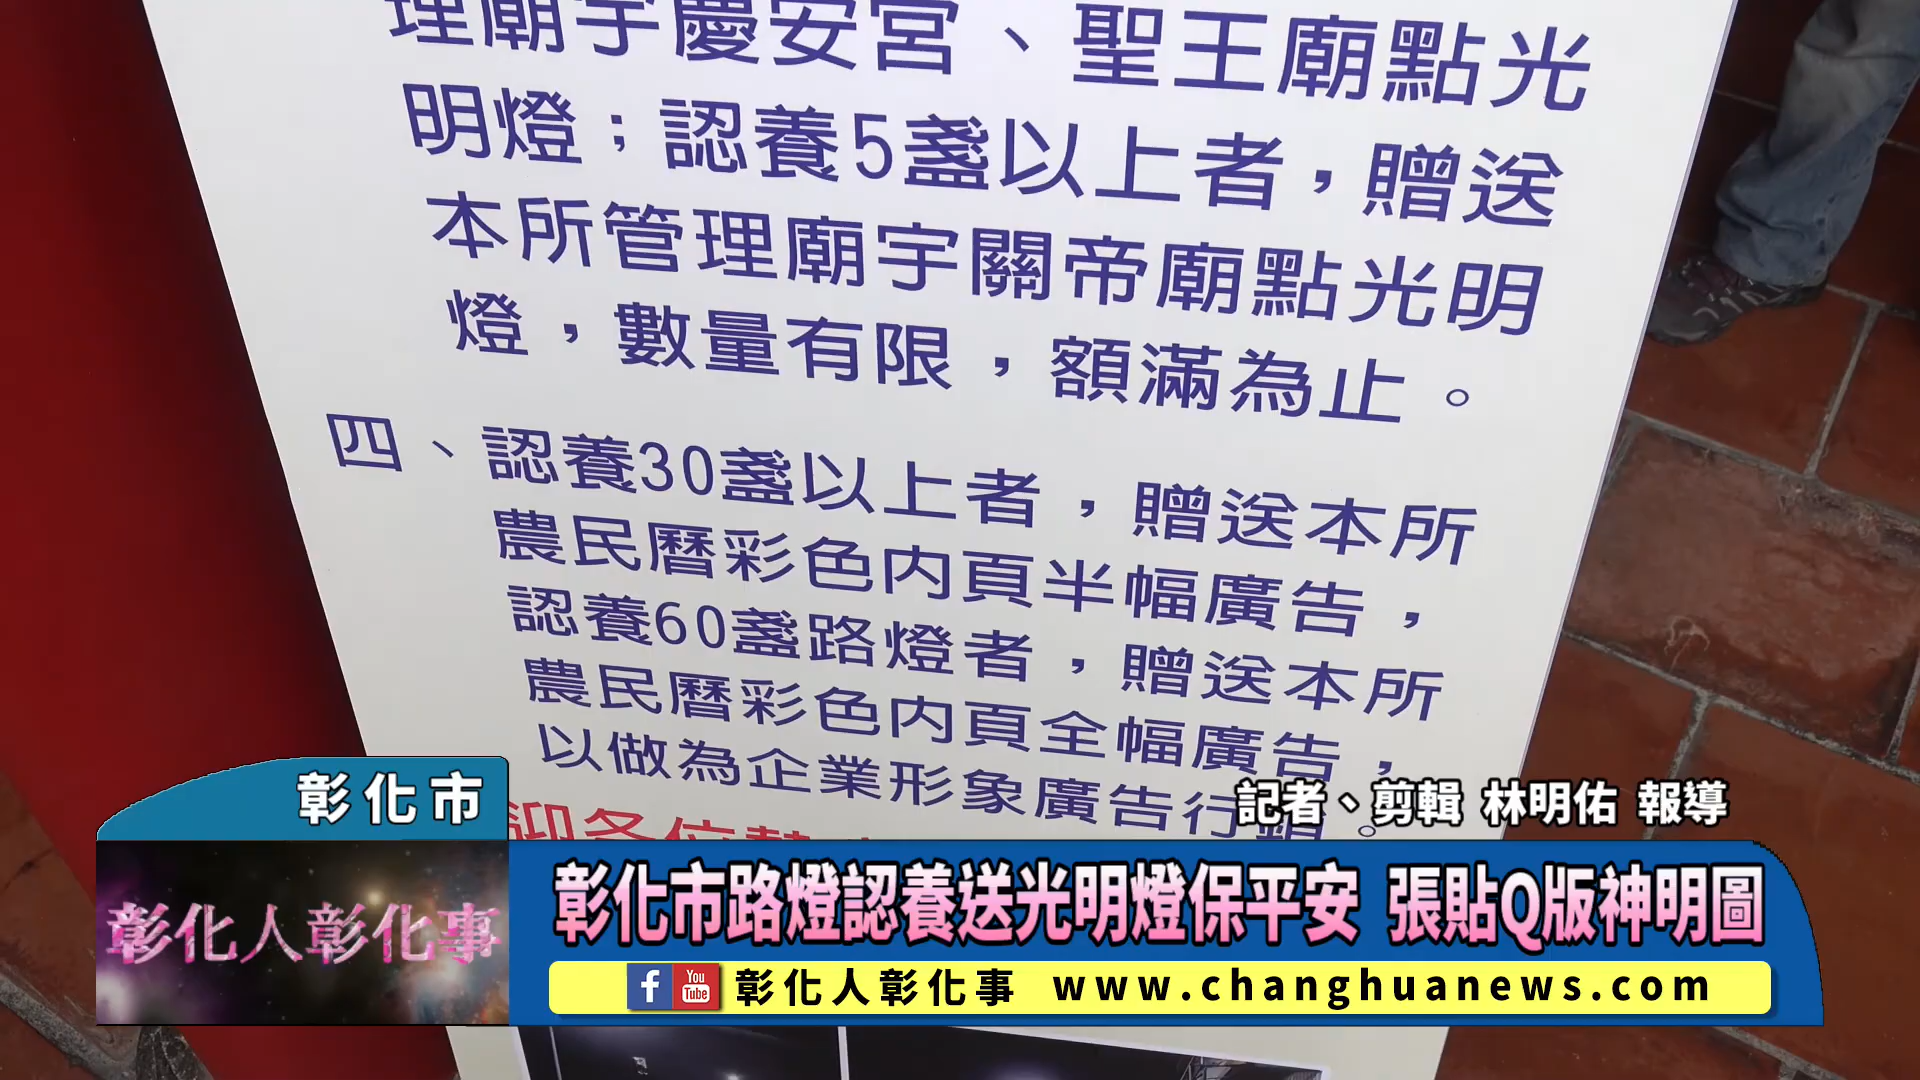 理廟宇慶安宮、聖王廟點光
明燈；認養5盞以上者，贈送
本所管理廟宇關帝廟點光明
燈，數量有限，額滿為止。
四、認養30盞以上者，贈送本所
農民曆彩色內頁半幅廣告，
認養60盞路燈者，贈送本所
農民曆彩色內頁全幅廣告，
以做為企業形象廣告行銷。
迎各位
彰化市
記者、剪輯 林明佑 報導
彰化人彰化事
彰化市路燈認養送光明燈保平安 張貼Q版神明圖
f You Tube 彰化人彰化事 www.changhuanews.com